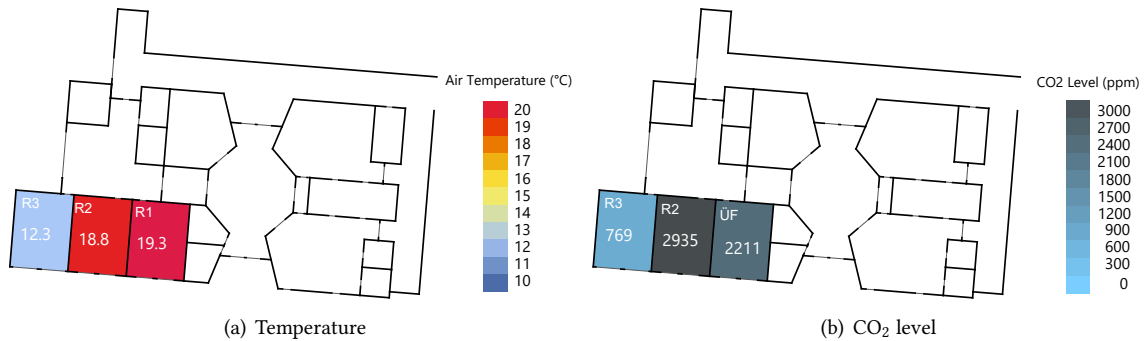 Air Temperature (°C)
20
19
18
17
16
15
14
13
12
11
10
R3
12.3
R2
18.8
R1
19.3
(a) Temperature
CO2 Level (ppm)
3000
2700
2400
2100
1800
1500
1200
900
600
300
0
R3
769
R2
2935
ÜF
2211
(b) CO₂ level